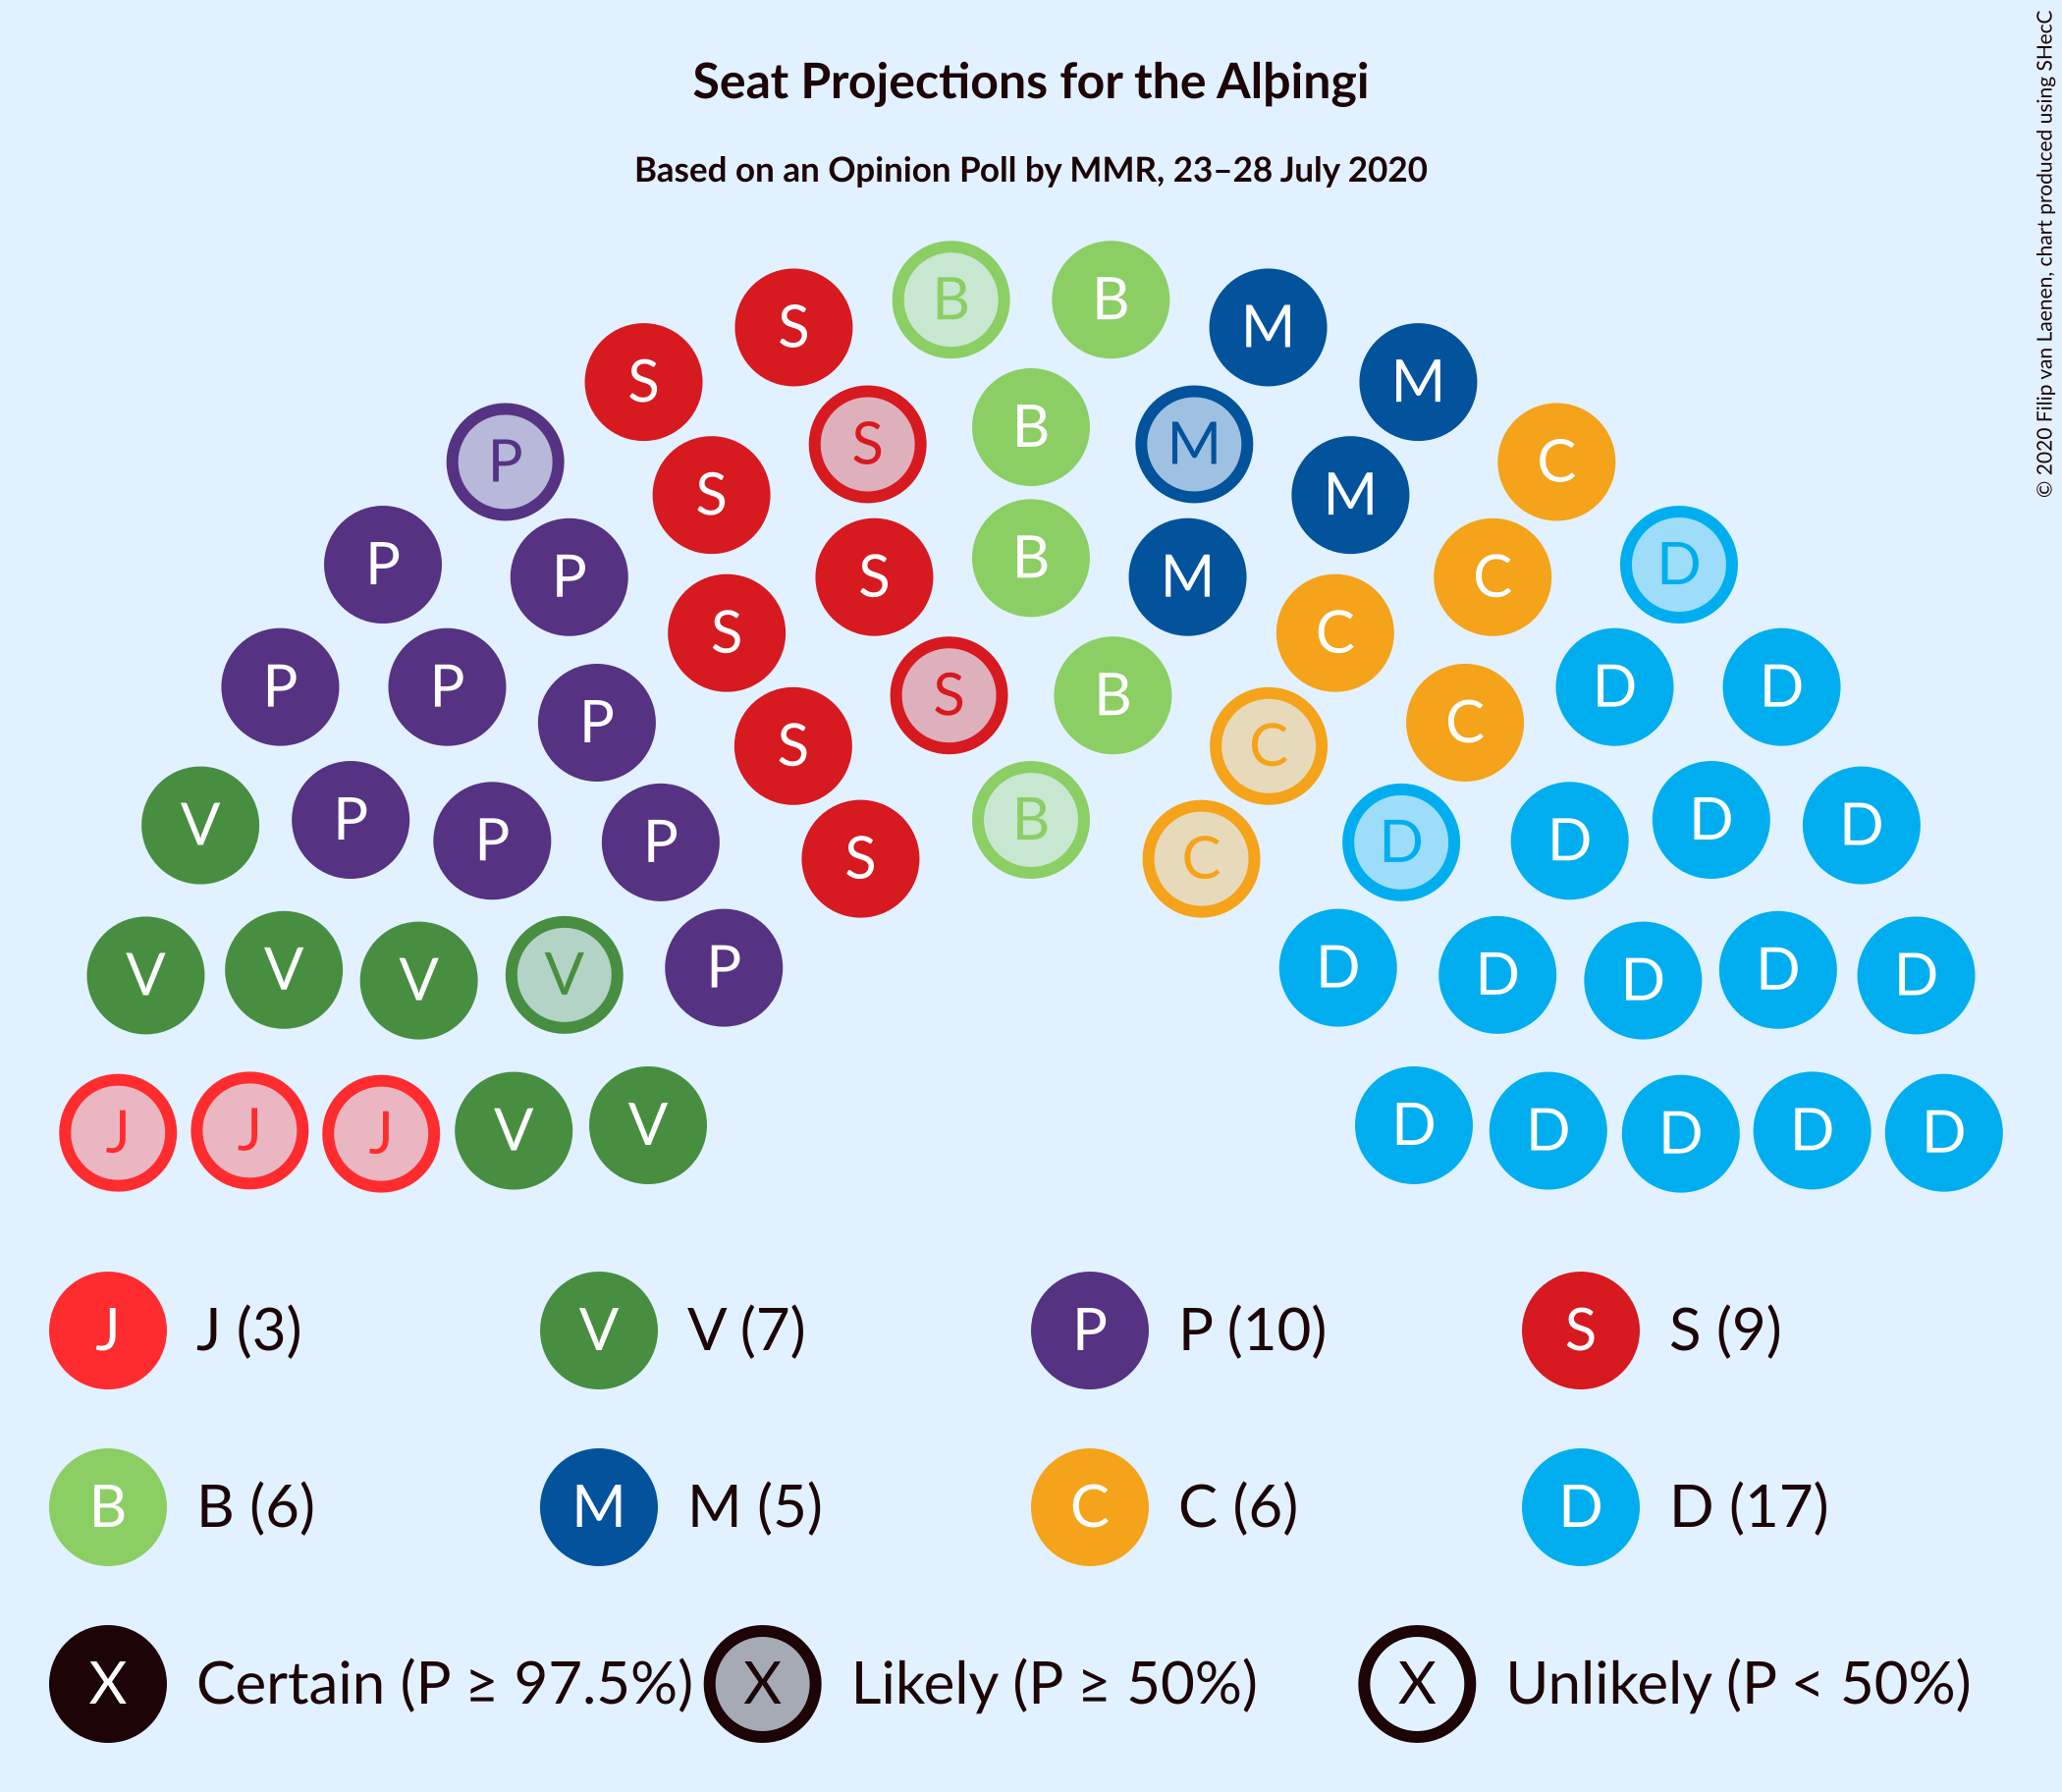 © 2020 Filip van Laenen, chart produced using SHecC
Seat Projections for the Alþingi
Based on an Opinion Poll by MMR, 23–28 July 2020
S B B M
S M
P S B M C
S M
P P S B M C D
S C
P P P S B C D D
S C
V P P P S B C D D D D
V V V V P D D D D D
J J J V V D D D D D
J J (3) V V (7) P P (10) S S (9)
B B (6) M M (5) C C (6) D D (17)
X Certain (P ≥ 97.5%) X Likely (P ≥ 50%) X Unlikely (P < 50%)